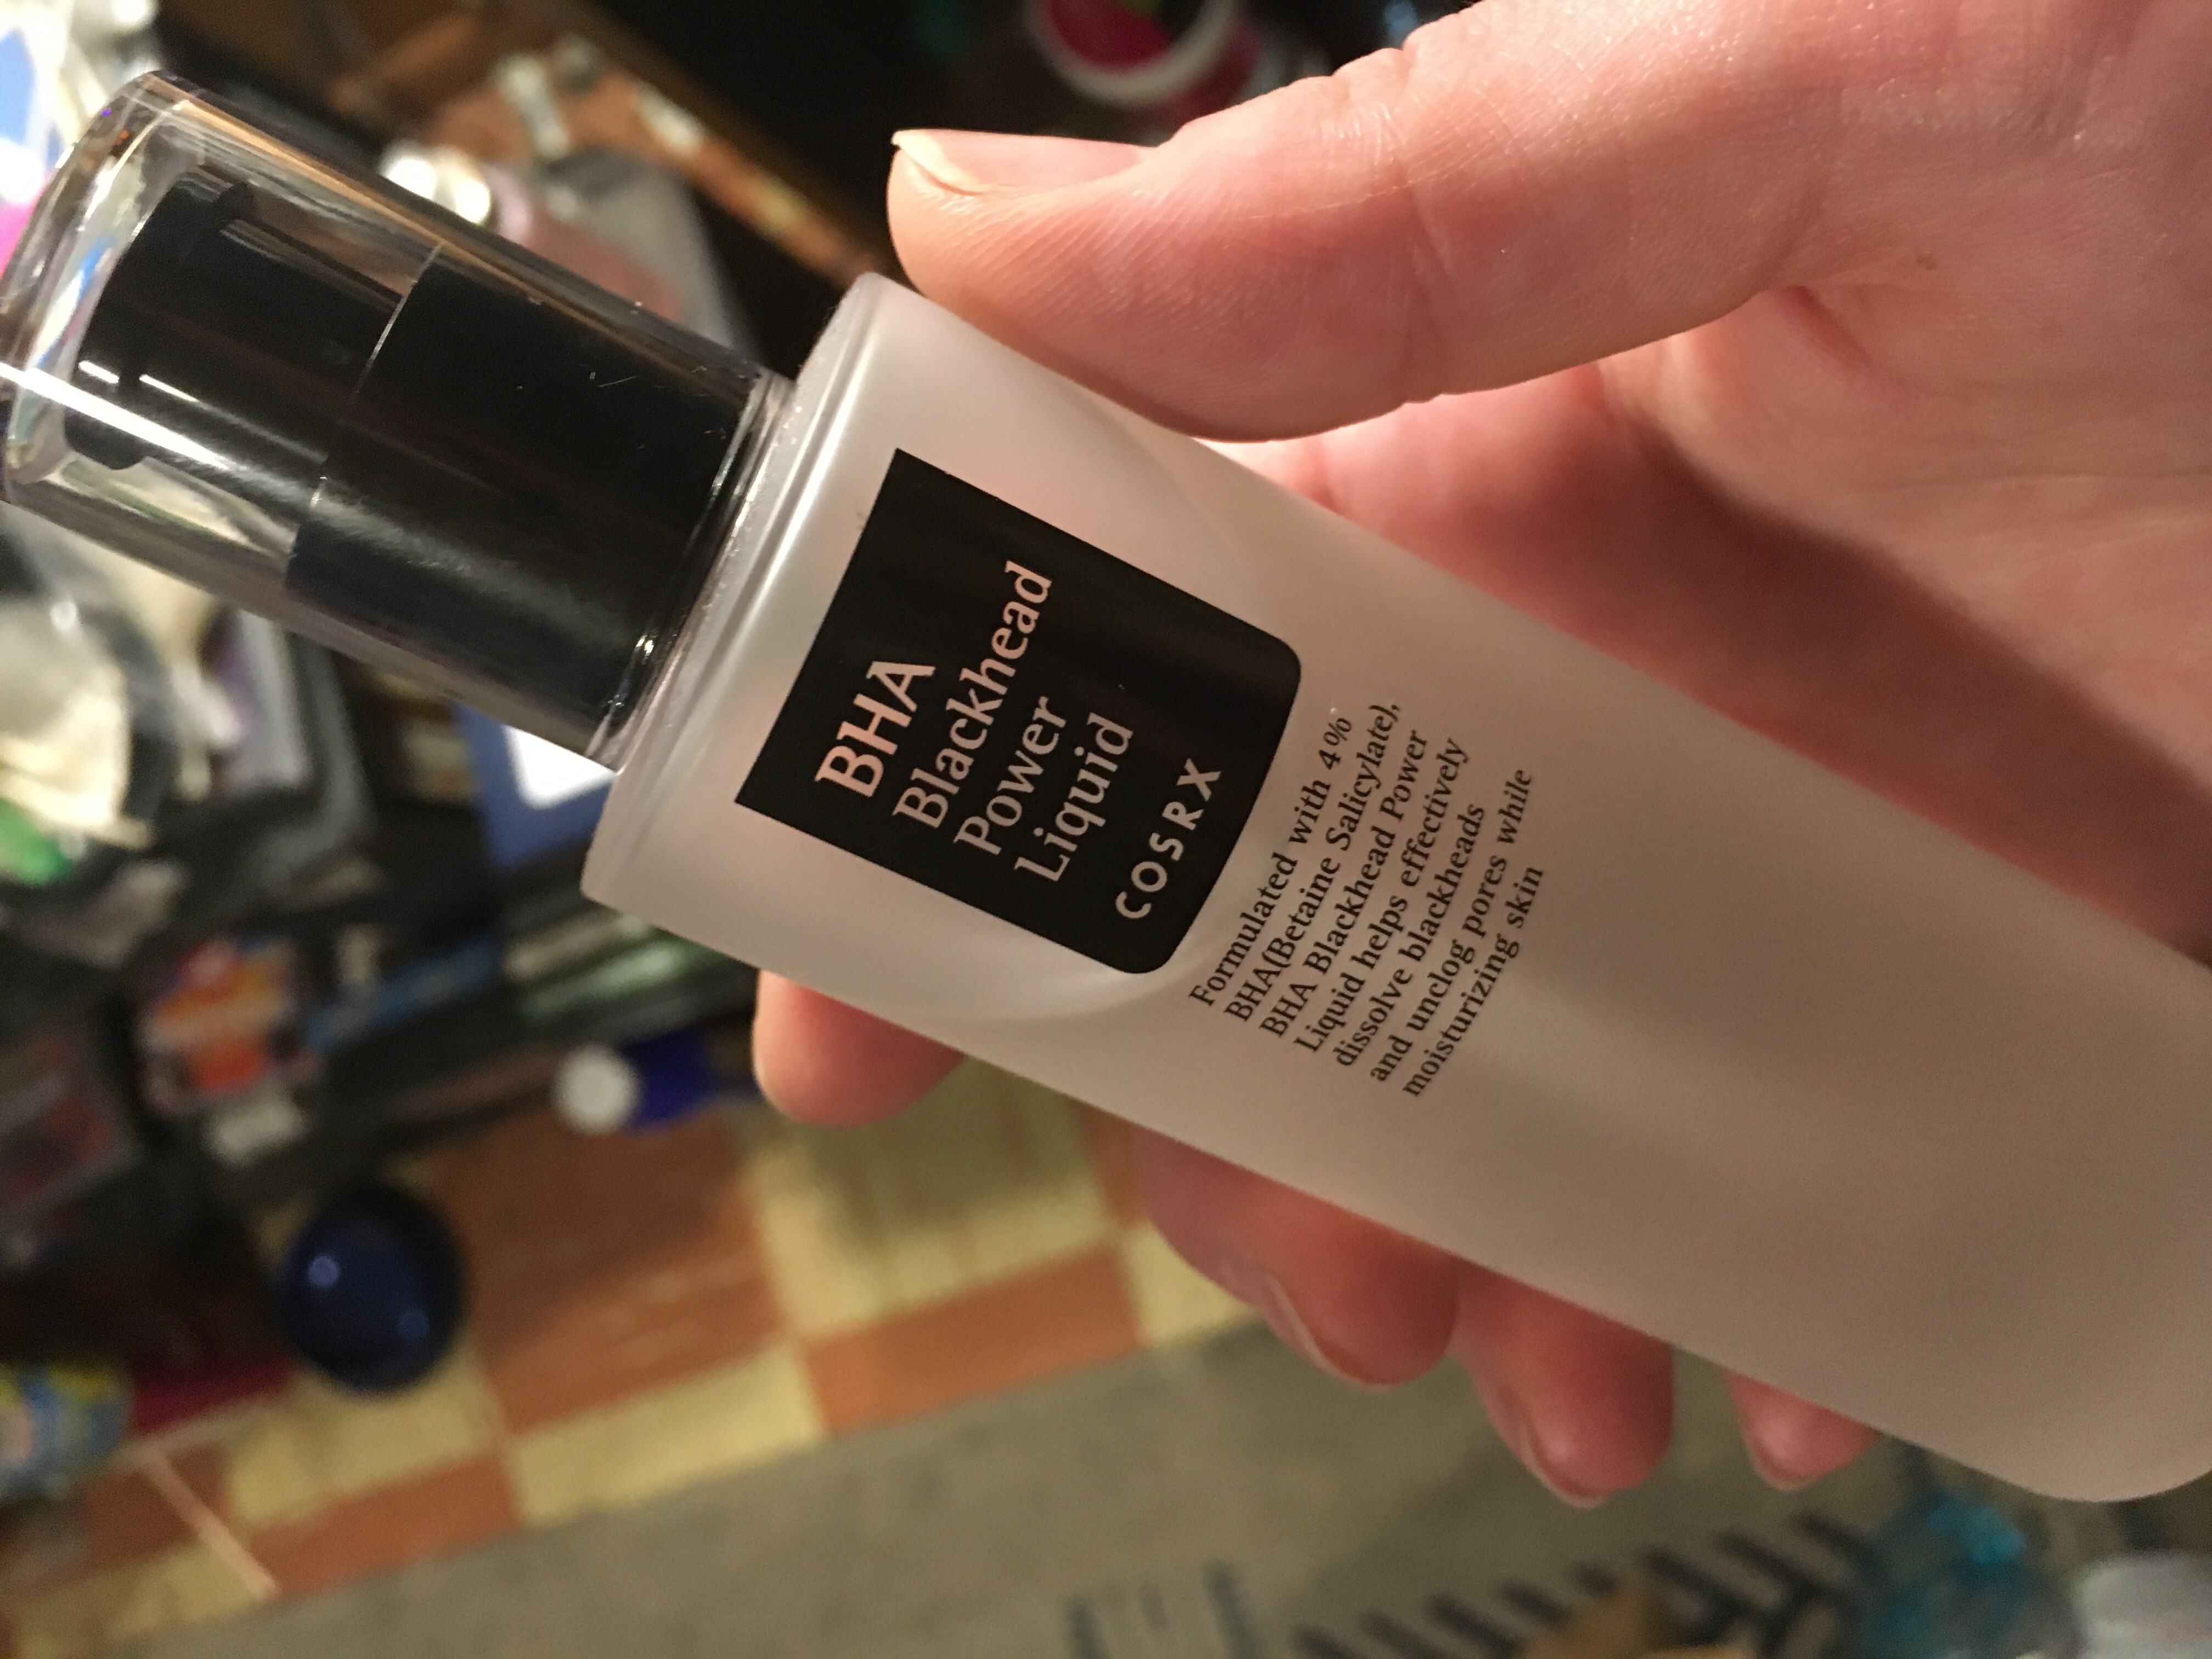 BHA
Blackhead
Power
Liquid
COSRX
Formulated with 4%
BHA(Betaine Salicylate),
BHA Blackhead Power
Liquid helps effectively
dissolve blackheads
and unclog pores while
moisturizing skin